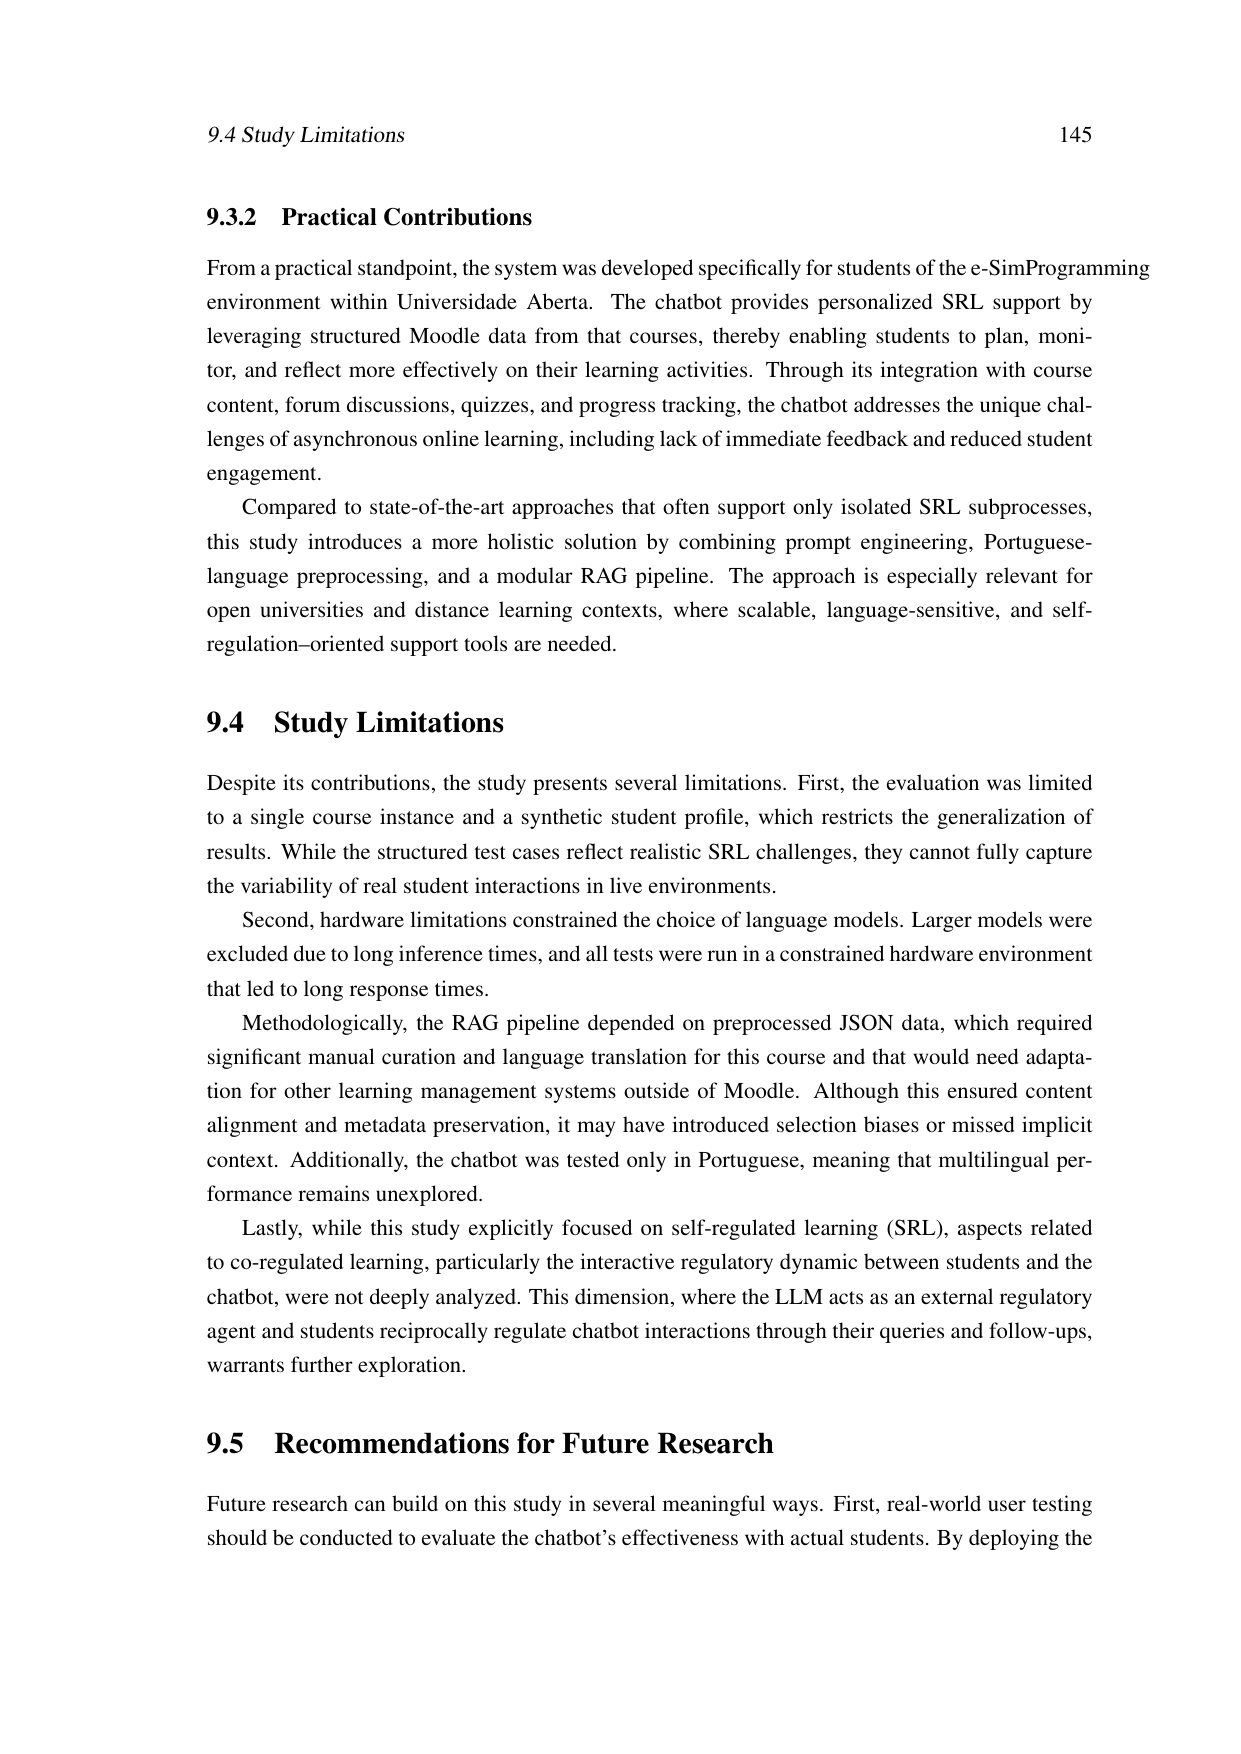 9.4 Study Limitations 145
9.3.2 Practical Contributions
From a practical standpoint, the system was developed specifically for students of the e-SimProgramming
environment within Universidade Aberta. The chatbot provides personalized SRL support by
leveraging structured Moodle data from that courses, thereby enabling students to plan, moni-
tor, and reflect more effectively on their learning activities. Through its integration with course
content, forum discussions, quizzes, and progress tracking, the chatbot addresses the unique chal-
lenges of asynchronous online learning, including lack of immediate feedback and reduced student
engagement.
Compared to state-of-the-art approaches that often support only isolated SRL subprocesses,
this study introduces a more holistic solution by combining prompt engineering, Portuguese-
language preprocessing, and a modular RAG pipeline. The approach is especially relevant for
open universities and distance learning contexts, where scalable, language-sensitive, and self-
regulation–oriented support tools are needed.
9.4 Study Limitations
Despite its contributions, the study presents several limitations. First, the evaluation was limited
to a single course instance and a synthetic student profile, which restricts the generalization of
results. While the structured test cases reflect realistic SRL challenges, they cannot fully capture
the variability of real student interactions in live environments.
Second, hardware limitations constrained the choice of language models. Larger models were
excluded due to long inference times, and all tests were run in a constrained hardware environment
that led to long response times.
Methodologically, the RAG pipeline depended on preprocessed JSON data, which required
significant manual curation and language translation for this course and that would need adapta-
tion for other learning management systems outside of Moodle. Although this ensured content
alignment and metadata preservation, it may have introduced selection biases or missed implicit
context. Additionally, the chatbot was tested only in Portuguese, meaning that multilingual per-
formance remains unexplored.
Lastly, while this study explicitly focused on self-regulated learning (SRL), aspects related
to co-regulated learning, particularly the interactive regulatory dynamic between students and the
chatbot, were not deeply analyzed. This dimension, where the LLM acts as an external regulatory
agent and students reciprocally regulate chatbot interactions through their queries and follow-ups,
warrants further exploration.
9.5 Recommendations for Future Research
Future research can build on this study in several meaningful ways. First, real-world user testing
should be conducted to evaluate the chatbot’s effectiveness with actual students. By deploying the